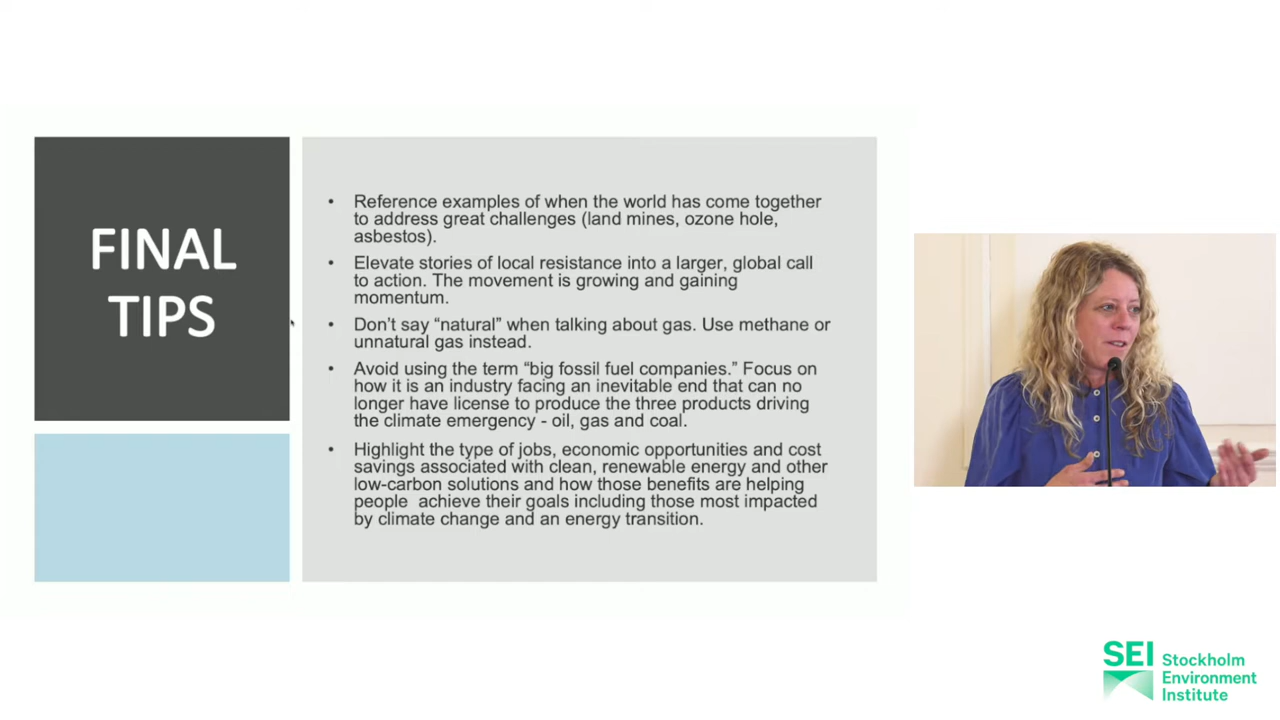 FINAL
TIPS
• Reference examples of when the world has come together
to address great challenges (land mines, ozone hole,
asbestos).
• Elevate stories of local resistance into a larger, global call
to action. The movement is growing and gaining
momentum.
• Don’t say “natural” when talking about gas. Use methane or
unnatural gas instead.
• Avoid using the term “big fossil fuel companies.” Focus on
how it is an industry facing an inevitable end that can no
longer have license to produce the three products driving
the climate emergency - oil, gas and coal.
• Highlight the type of jobs, economic opportunities and cost
savings associated with clean, renewable energy and other
low-carbon solutions and how those benefits are helping
people  achieve their goals including those most impacted
by climate change and an energy transition.
SEI Stockholm
Environment
Institute